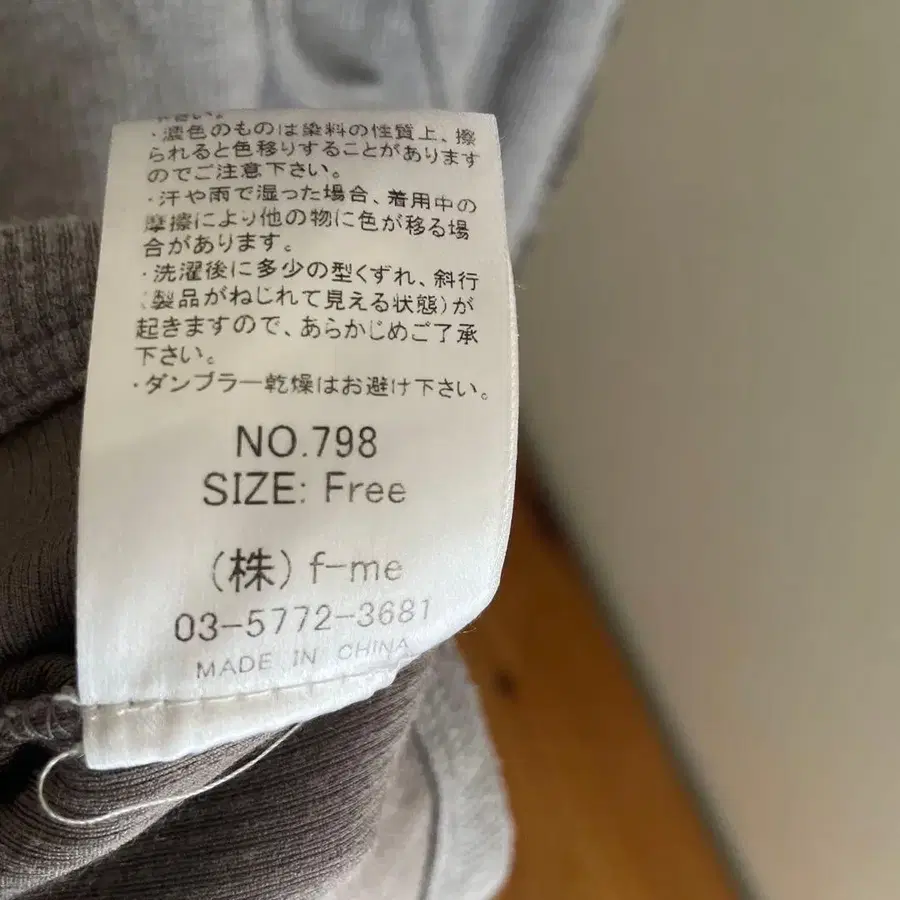 下さい。
・濃色のものは染料の性質上、擦
られると色移りすることがあります
のでご注意下さい。
・汗や雨で湿った場合、着用中の
摩擦により他の物に色が移る場
合があります。
・洗濯後に多少の型くずれ、斜行
(製品がねじれて見える状態)が
起きますので、あらかじめご了承
下さい。
・ダンブラー乾燥はお避け下さい。
NO.798
SIZE: Free
(株) f-me
03-5772-3681
MADE IN CHINA